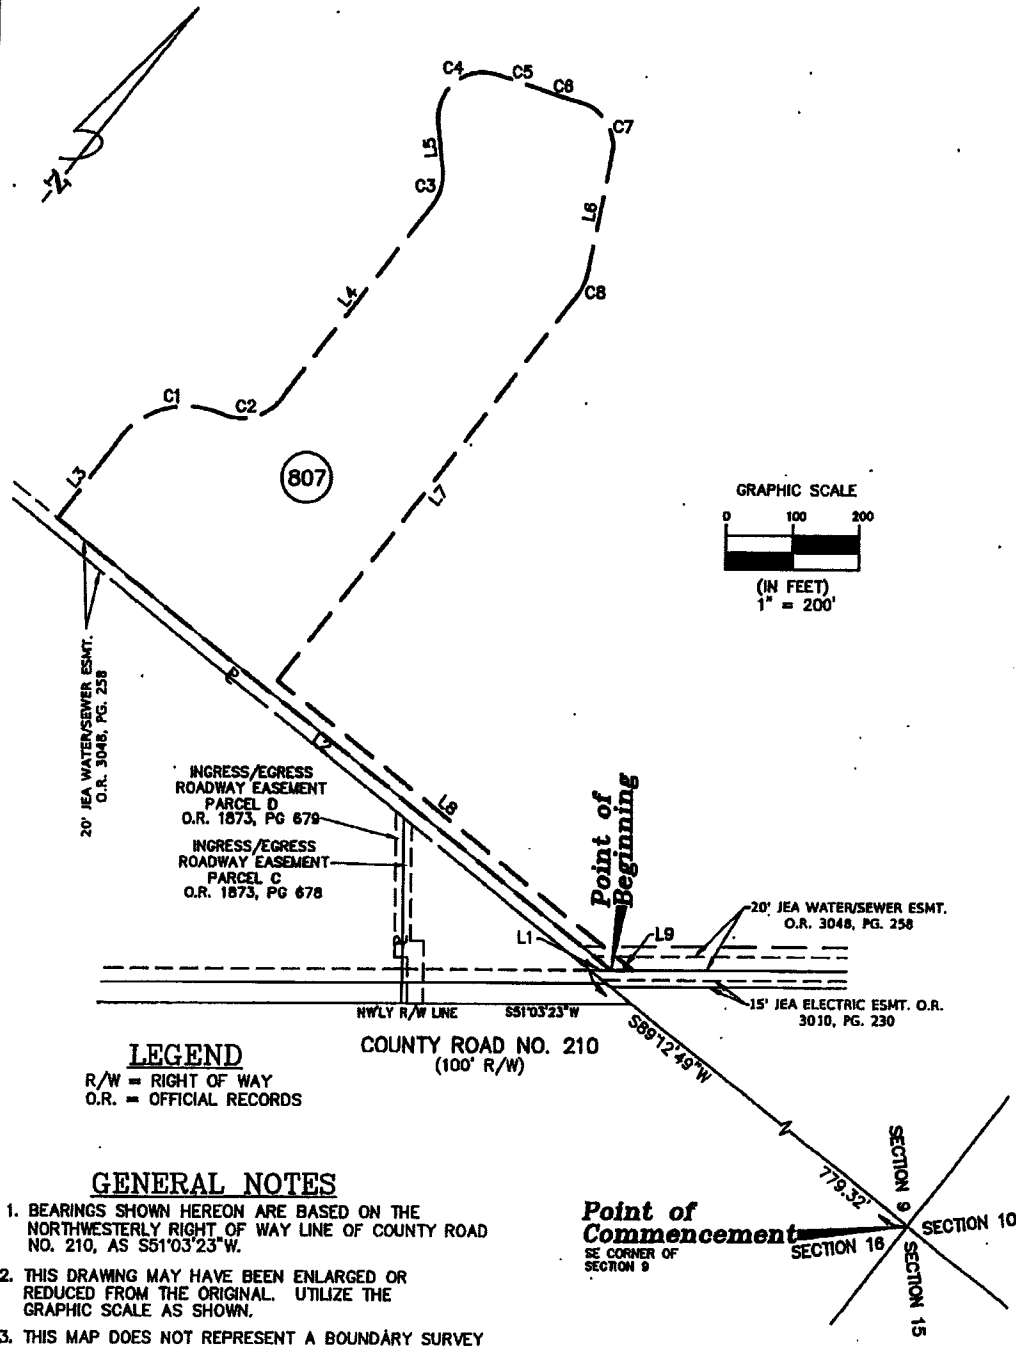 -N
C4
C5
C6
C7
L5
C3
L6
C8
L4
C1
C2
L3
807
L7
GRAPHIC SCALE
0 100 200
(IN FEET)
1" = 200'
20' JEA WATER/SEWER ESMT.
O.R. 3048, PG. 258
L2
INGRESS/EGRESS
ROADWAY EASEMENT
PARCEL D
O.R. 1873, PG 679
INGRESS/EGRESS
ROADWAY EASEMENT
PARCEL C
O.R. 1873, PG 678
L8
Point of
Beginning
20' JEA WATER/SEWER ESMT.
O.R. 3048, PG. 258
L1
L9
15' JEA ELECTRIC ESMT. O.R.
3010, PG. 230
NW'LY R/W LINE
S51°03'23"W
COUNTY ROAD NO. 210
(100' R/W)
S89°12'49"W
779.32'
LEGEND
R/W = RIGHT OF WAY
O.R. = OFFICIAL RECORDS
SECTION 9
SECTION 10
SECTION 16
SECTION 15
Point of
Commencement
SE CORNER OF
SECTION 9
GENERAL NOTES
1. BEARINGS SHOWN HEREON ARE BASED ON THE
NORTHWESTERLY RIGHT OF WAY LINE OF COUNTY ROAD
NO. 210, AS S51°03'23"W.
2. THIS DRAWING MAY HAVE BEEN ENLARGED OR
REDUCED FROM THE ORIGINAL. UTILIZE THE
GRAPHIC SCALE AS SHOWN.
3. THIS MAP DOES NOT REPRESENT A BOUNDARY SURVEY